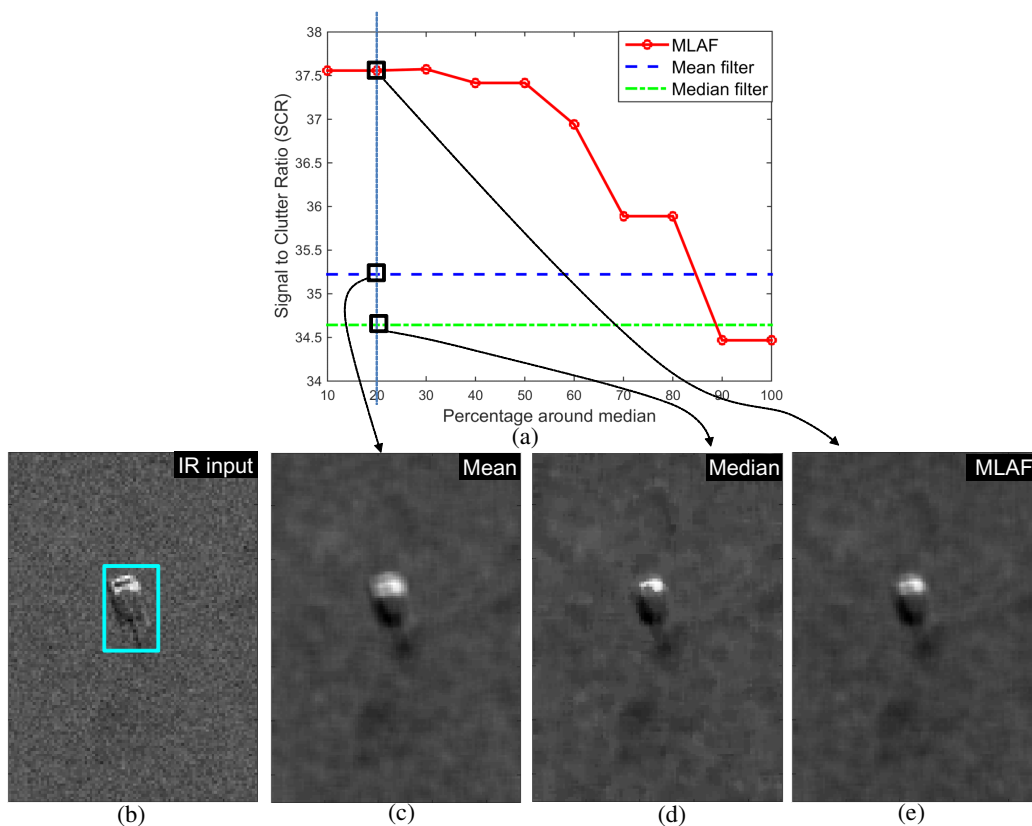 38
37.5
37
36.5
36
35.5
35
34.5
34
Signal to Clutter Ratio (SCR)
MLAF
Mean filter
Median filter
10 20 30 40 50 60 70 80 90 100
Percentage around median
(a)
IR input
Mean
Median
MLAF
(b)
(c)
(d)
(e)